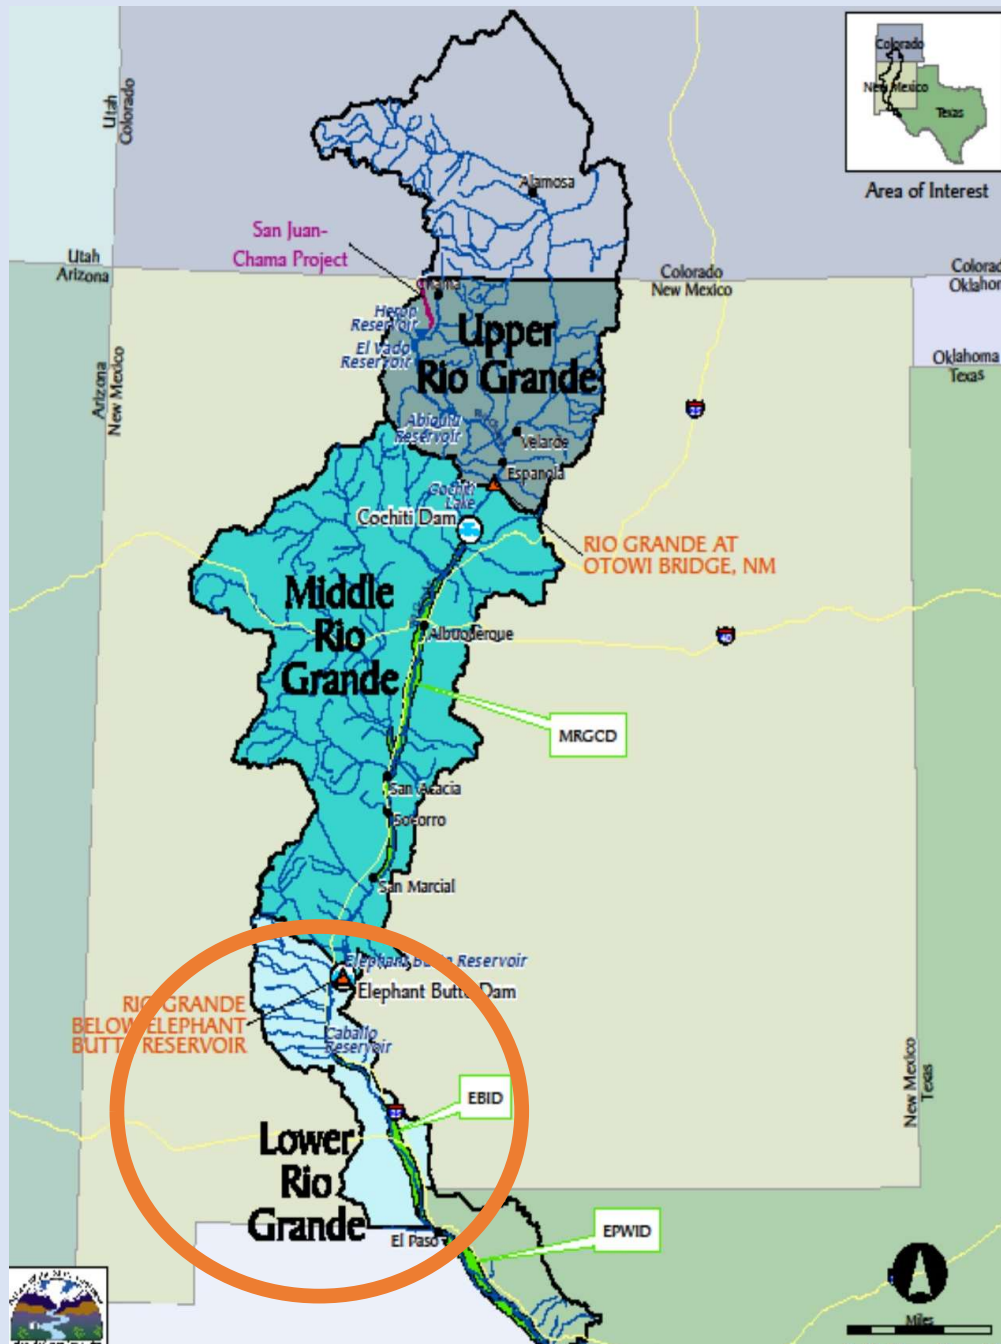 Utah
Colorado
Colorado
New Mexico
Texas
Area of Interest
Alamosa
San Juan-
Chama Project
Utah
Arizona
Colorado
New Mexico
Oklahoma
Texas
Chama
Heron
Reservoir
El Vado
Reservoir
Upper
Rio Grande
Arizona
New Mexico
25
Abiquiu
Reservoir
Velarde
Espanola
Cochiti
Lake
Cochiti Dam
RIO GRANDE AT
OTOWI BRIDGE, NM
Middle
Rio
Grande
Albuquerque
40
MRGCD
San Acacia
Socorro
San Marcial
Elephant Butte Reservoir
Elephant Butte Dam
RIO GRANDE
BELOW ELEPHANT
BUTTE RESERVOIR
Caballo
Reservoir
EBID
25
New Mexico
Texas
Lower
Rio
Grande
El Paso
EPWID
Miles